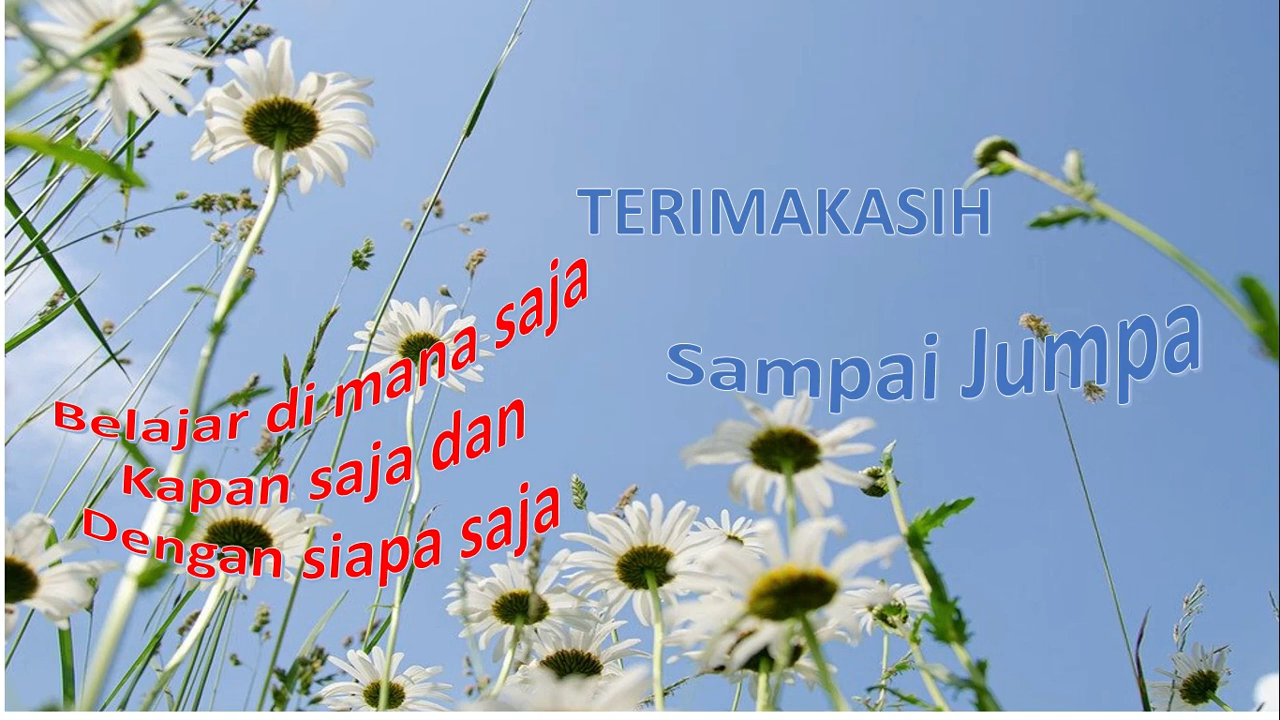 TERIMAKASIH
Sampai Jumpa
Belajar di mana saja
Kapan saja dan
Dengan siapa saja